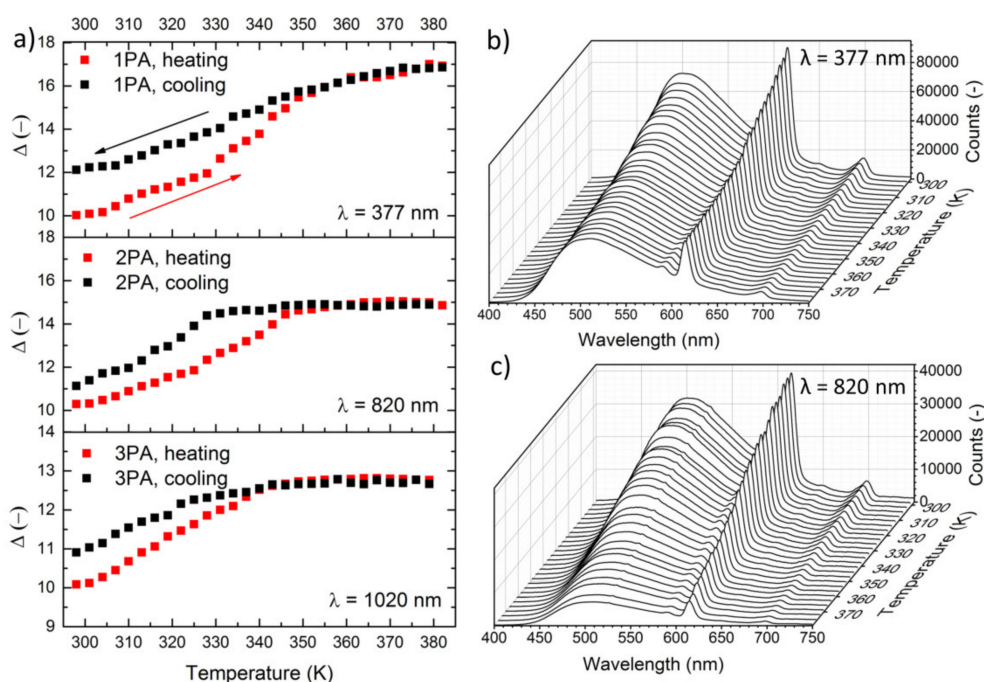 a)
300 310 320 330 340 350 360 370 380
18
16
14
12
10
Δ (−)
1PA, heating
1PA, cooling
λ = 377 nm
18
16
14
12
10
Δ (−)
2PA, heating
2PA, cooling
λ = 820 nm
14
13
12
11
10
9
Δ (−)
3PA, heating
3PA, cooling
λ = 1020 nm
300 310 320 330 340 350 360 370 380
Temperature (K)
b)
λ = 377 nm
80000
60000
40000
20000
0
Counts (-)
300
310
320
330
340
350
360
370
Temperature (K)
400 450 500 550 600 650 700 750
Wavelength (nm)
c)
λ = 820 nm
40000
30000
20000
10000
0
Counts (-)
300
310
320
330
340
350
360
370
Temperature (K)
400 450 500 550 600 650 700 750
Wavelength (nm)